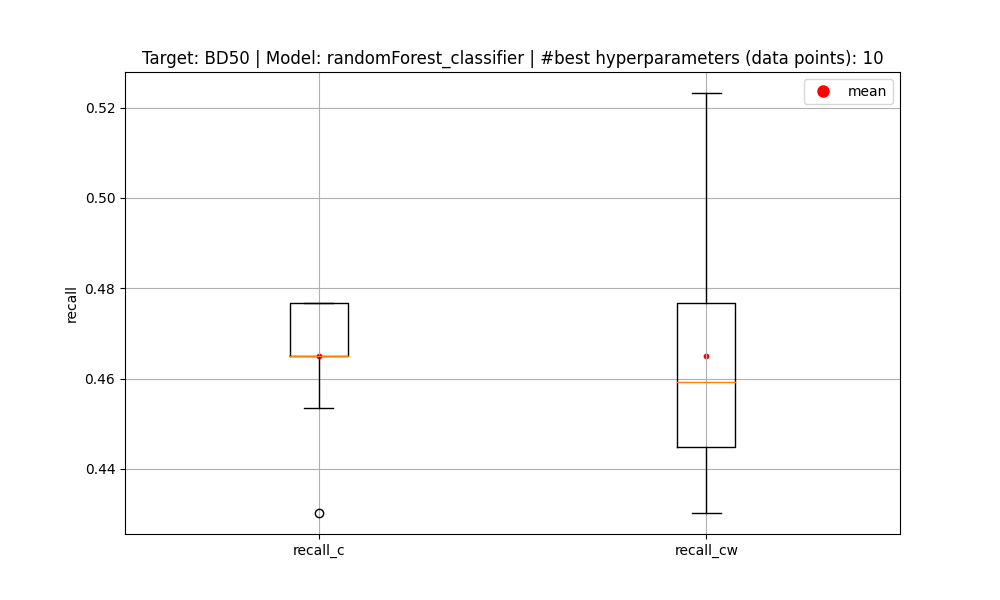 Target: BD50 | Model: randomForest_classifier | #best hyperparameters (data points): 10
mean
0.52
0.50
0.48
0.46
0.44
recall
recall_c
recall_cw